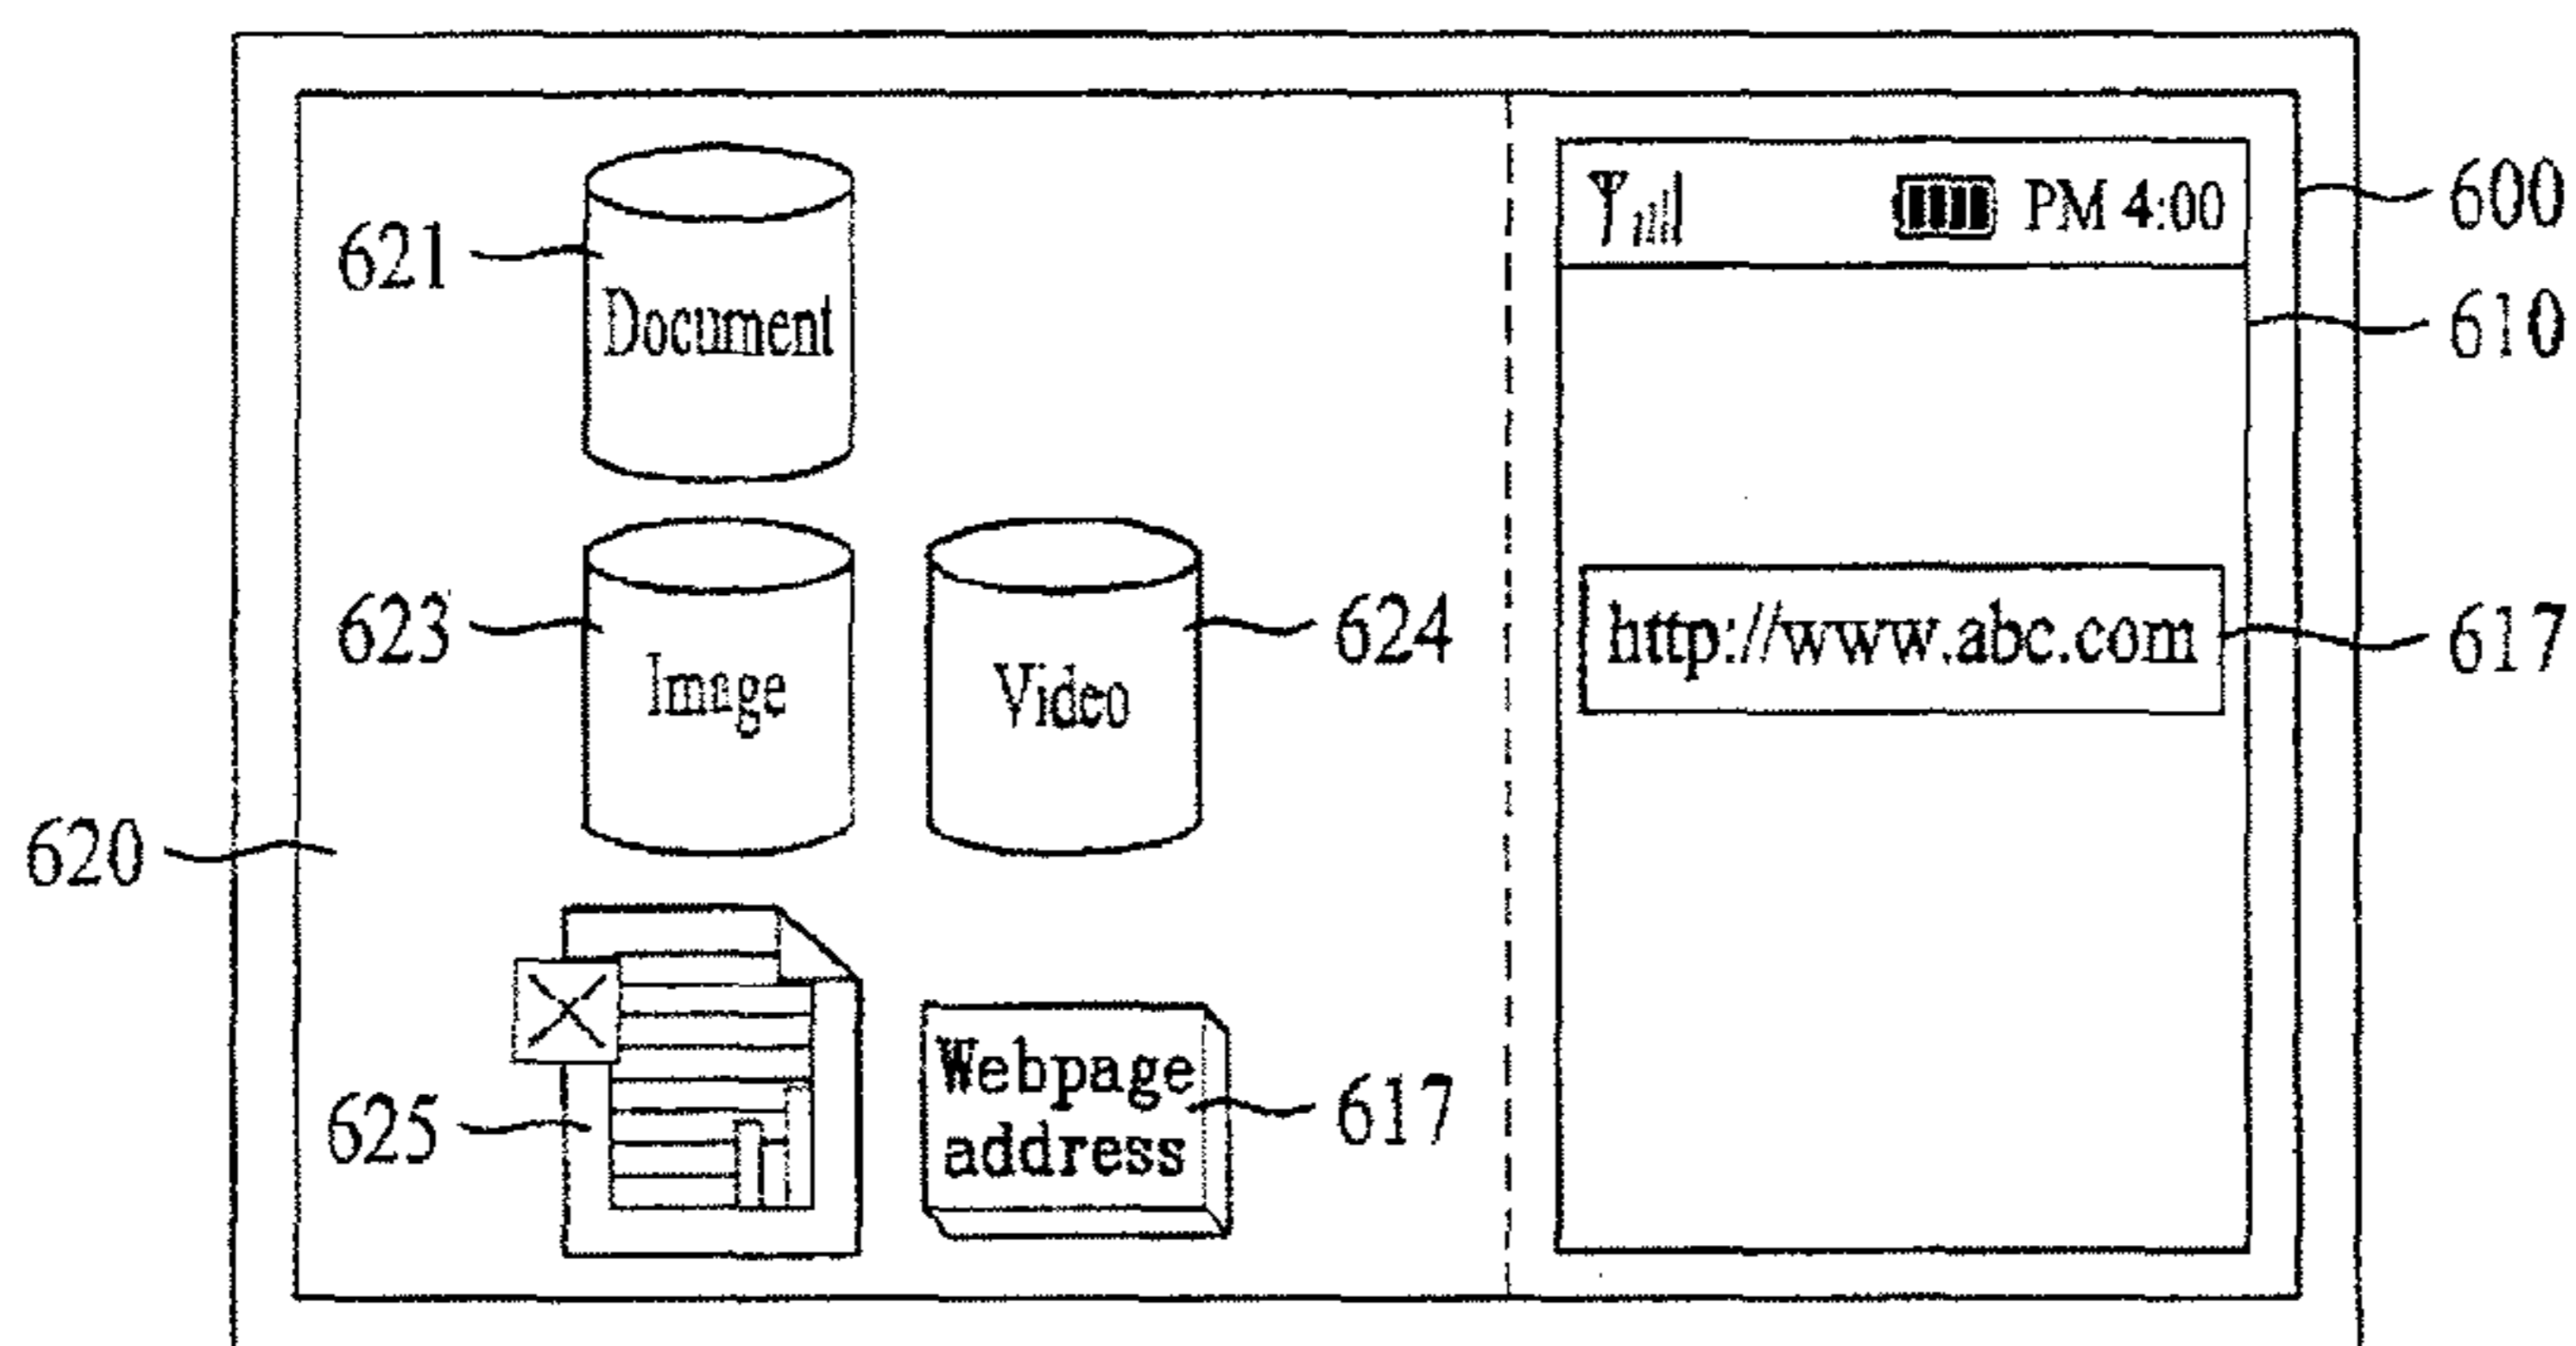 621
Document
623
Image
Video
624
620
625
Webpage
address
617
PM 4:00
600
610
http://www.abc.com
617